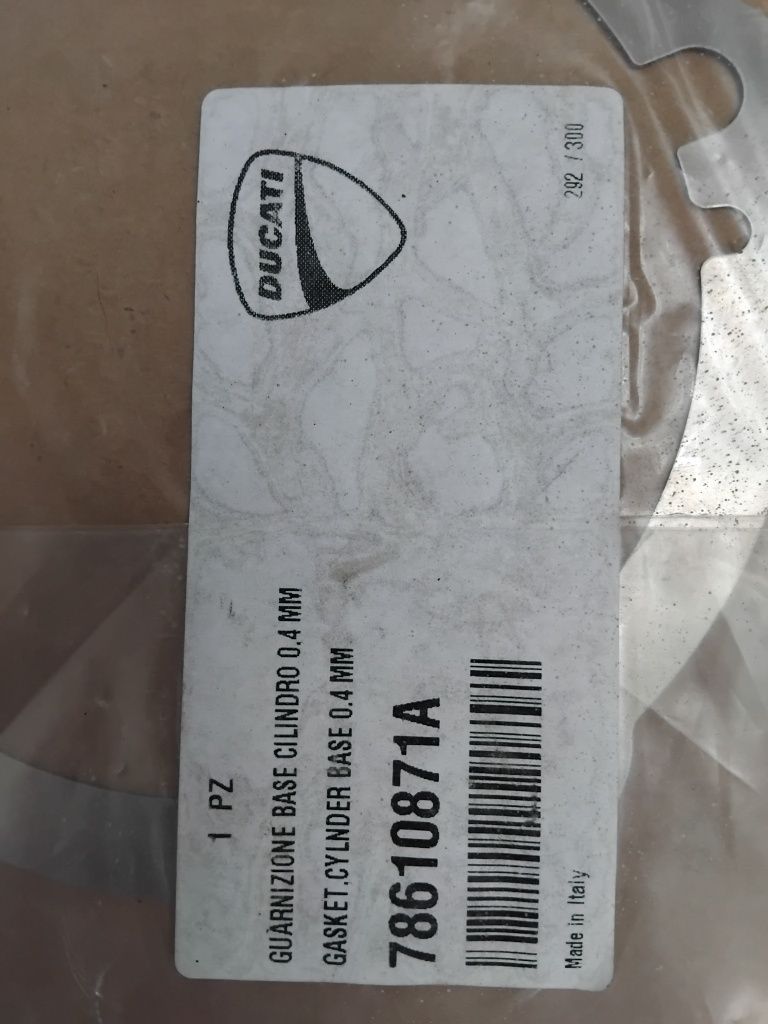 DUCATI
292 / 300
1 PZ
GUARNIZIONE BASE CILINDRO 0.4 MM
GASKET,CYLNDER BASE 0.4 MM
78610871A
Made in Italy